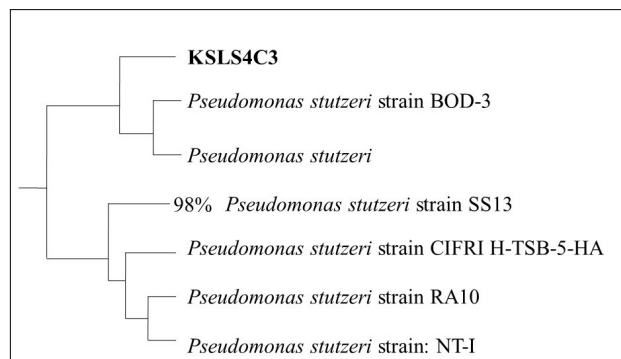 KSLS4C3
Pseudomonas stutzeri strain BOD-3
Pseudomonas stutzeri
98% Pseudomonas stutzeri strain SS13
Pseudomonas stutzeri strain CIFRI H-TSB-5-HA
Pseudomonas stutzeri strain RA10
Pseudomonas stutzeri strain: NT-I